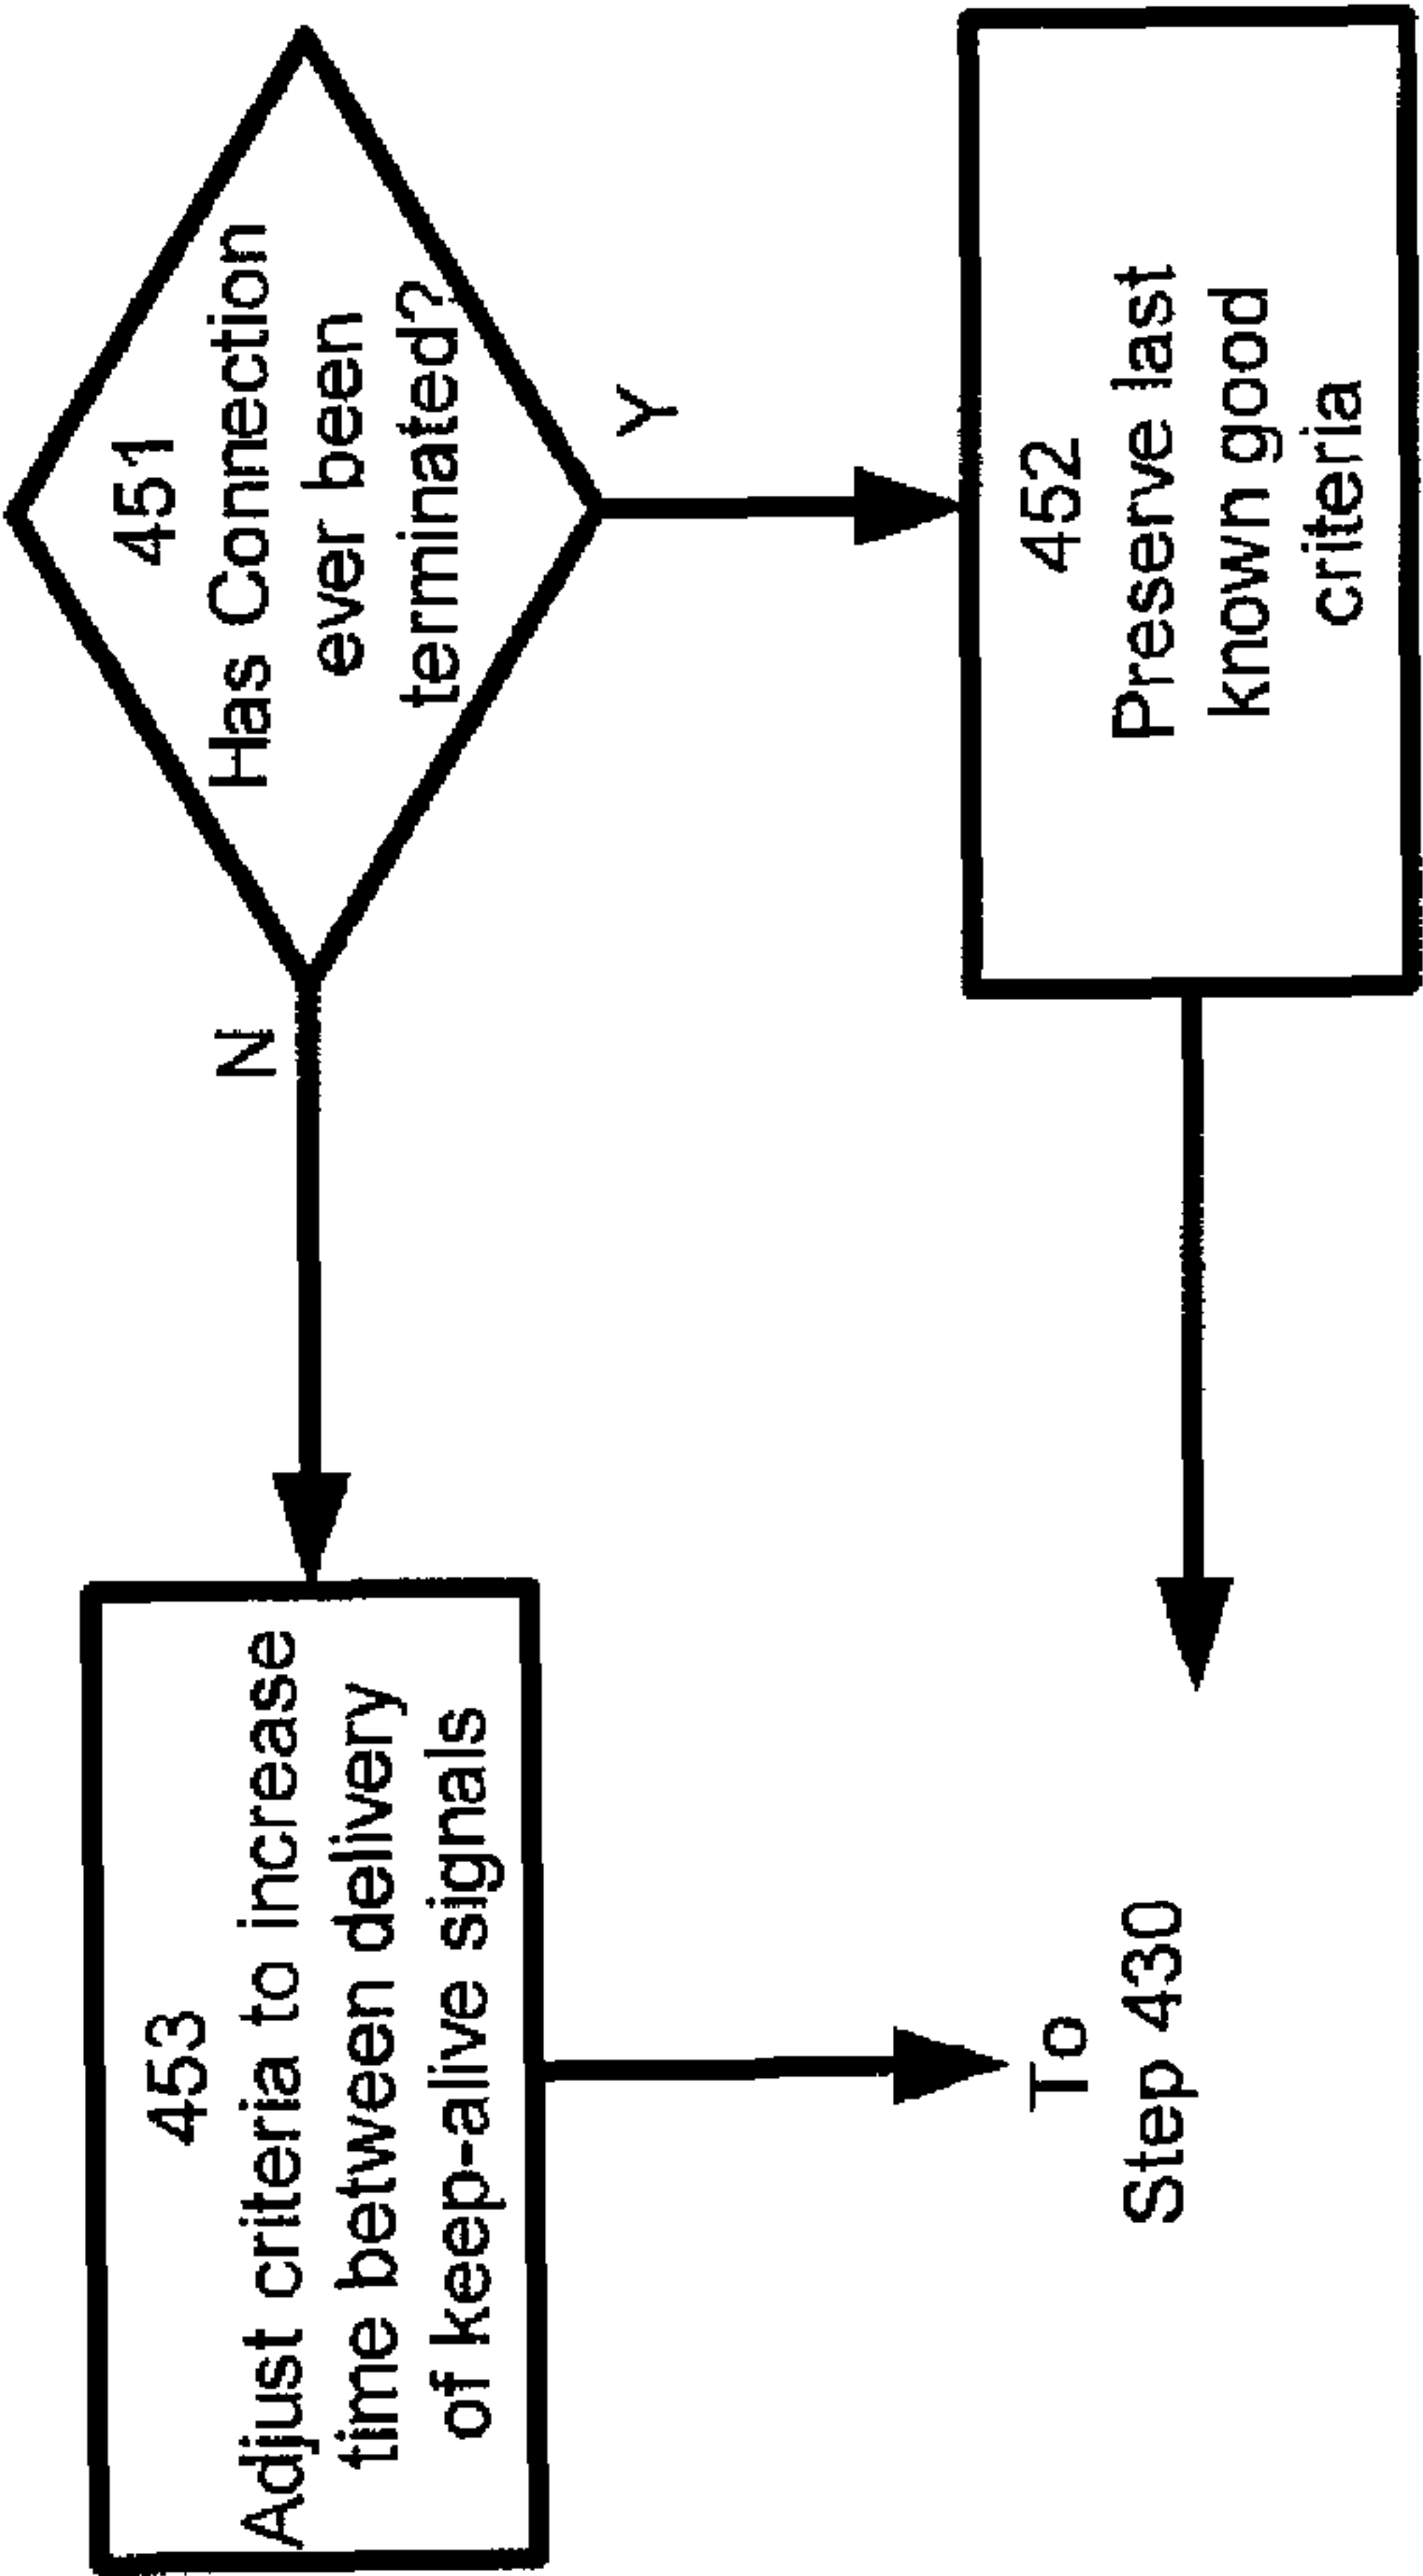 451
Has Connection
ever been
terminated?
N
Y
453
Adjust criteria to increase
time between delivery
of keep-alive signals
452
Preserve last
known good
criteria
To
Step 430